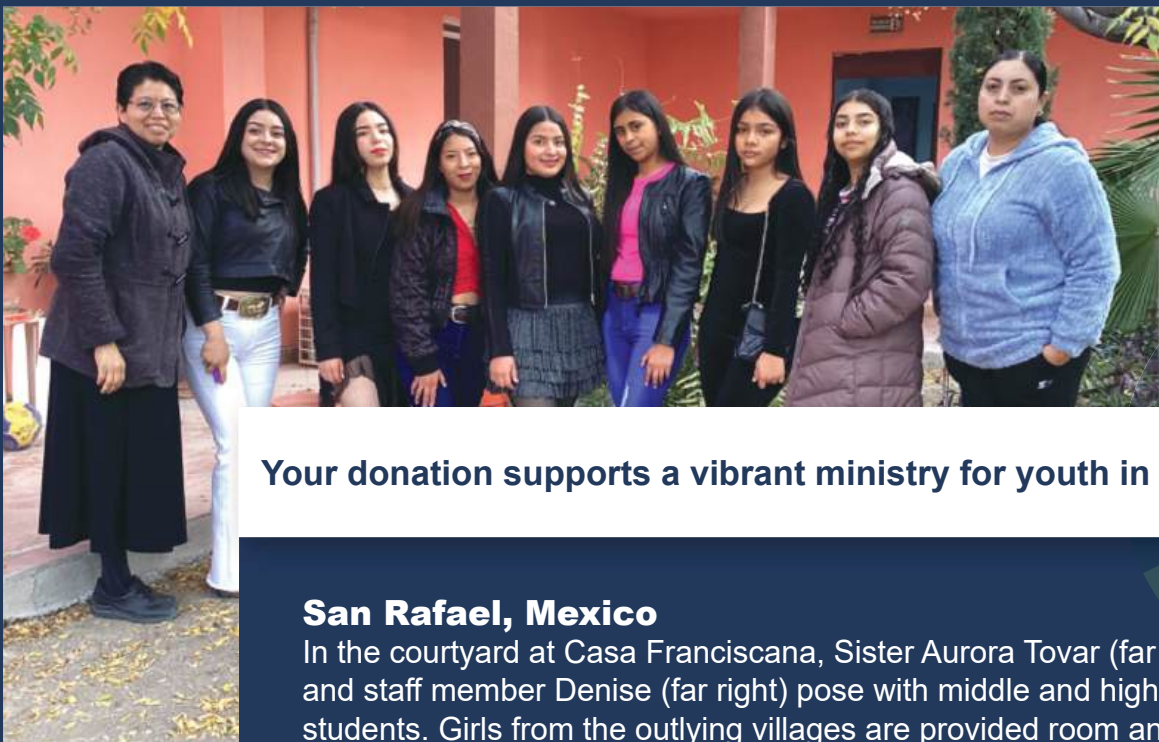 Your donation supports a vibrant ministry for youth in
San Rafael, Mexico
In the courtyard at Casa Franciscana, Sister Aurora Tovar (far
and staff member Denise (far right) pose with middle and high
students. Girls from the outlying villages are provided room an